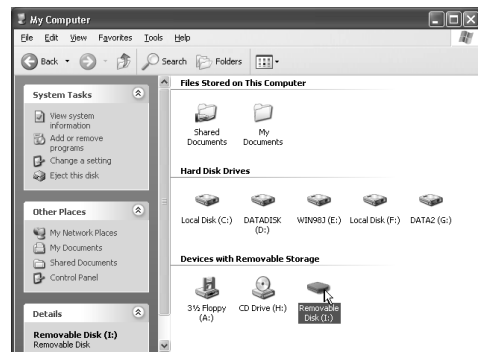 My Computer
File Edit View Favorites Tools Help
Back Search Folders
System Tasks
View system
information
Add or remove
programs
Change a setting
Eject this disk
Other Places
My Network Places
My Documents
Shared Documents
Control Panel
Details
Removable Disk (I:)
Removable Disk
Files Stored on This Computer
Shared
Documents
My
Documents
Hard Disk Drives
Local Disk (C:)
DATADISK
(D:)
WIN98J (E:)
Local Disk (F:)
DATA2 (G:)
Devices with Removable Storage
3½ Floppy
(A:)
CD Drive (H:)
Removable
Disk (I:)